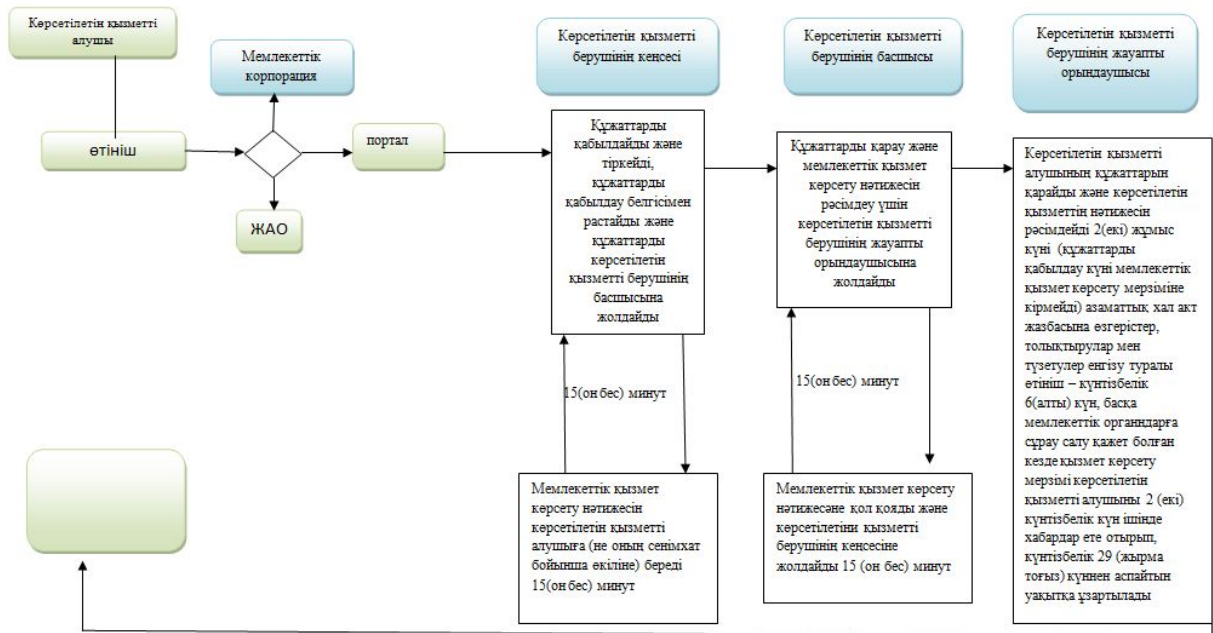 Көрсетілетін қызметті
алушы
Мемлекеттік
корпорация
өтініш
портал
ЖАО
Көрсетілетін қызметті
берушінің кеңсесі
Құжаттарды
қабылдайды және
тіркейді,
құжаттарды
қабылдау белгісімен
растайды және
құжаттарды
көрсетілетін
қызметті берушінің
басшысына
жолдайды
15(он бес) минут
Мемлекеттік қызмет
көрсету нәтижесін
көрсетілетін қызметті
алушыға (не оның сенімхат
бойынша өкіліне) береді
15(он бес) минут
Көрсетілетін қызметті
берушінің басшысы
Құжаттарды қарау және
мемлекеттік қызмет
көрсету нәтижесін
рәсімдеу үшін
көрсетілетін қызметті
берушінің жауапты
орындаушысына
жолдайды
15(он бес) минут
Мемлекеттік қызмет көрсету
нәтижесәне қол қояды және
көрсетілетіни қызметті
берушінің кеңсесіне
жолдайды 15 (он бес) минут
Көрсетілетін қызметті
берушінің жауапты
орындаушысы
Көрсетілетін қызметті
алушының құжаттарын
қарайды және көрсетілетін
қызметтін нәтижесін
рәсімдейді 2(екі) жұмыс
күні (құжаттарды
қабылдау күні мемлекеттік
қызмет көрсету мерзіміне
кірмейді) азаматтық хал акт
жазбасына өзгерістер,
толықтырулар мен
түзетулер енгізу туралы
өтініш – күнтізбелік
6(алты) күн, басқа
мемлекеттік органндарға
сұрау салу қажет болған
кезде қызмет көрсету
мерзімі көрсетілетін
қызметті алушыны 2 (екі)
күнтізбелік күн ішінде
хабардар ете отырып,
күнтізбелік 29 (жырма
тоғыз) күннен аспайтын
уақытқа ұзартылады